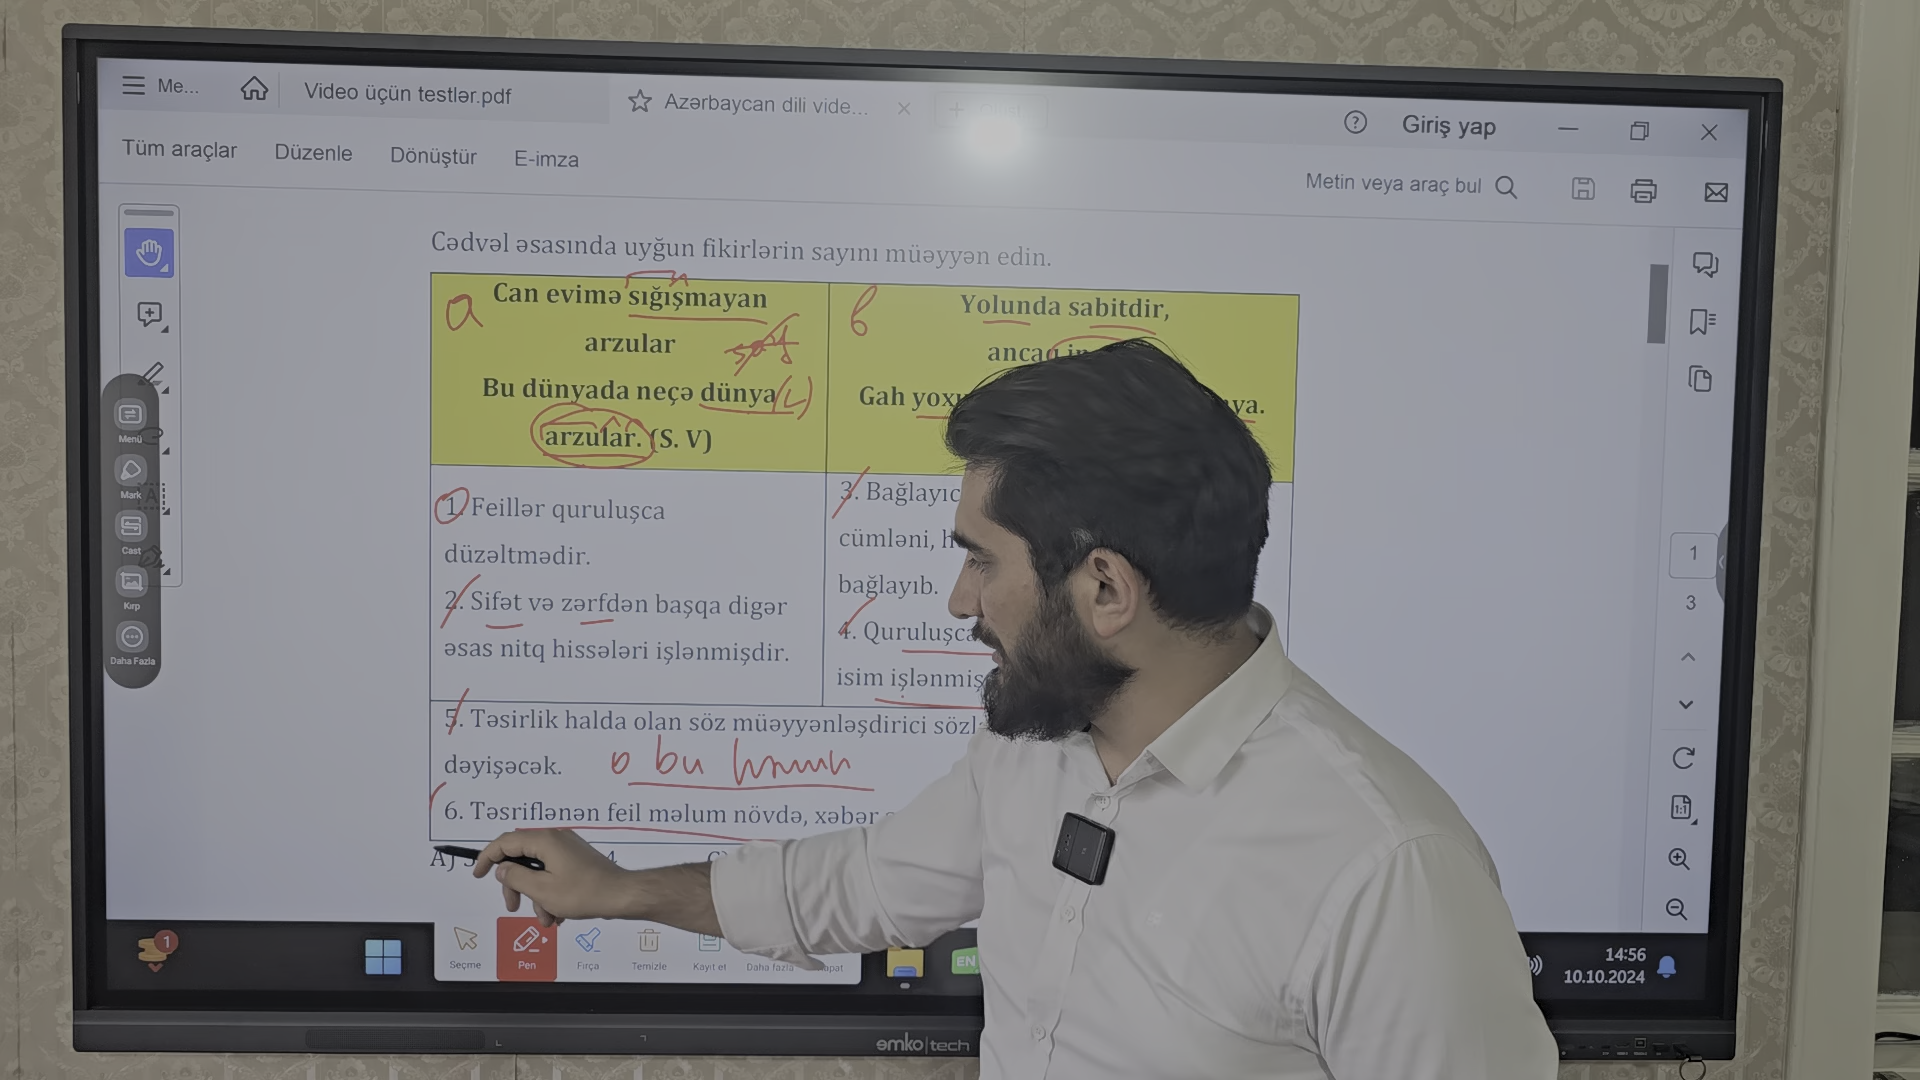 Me...
Video üçün testlər.pdf
Azərbaycan dili vide...
Giriş yap
Tüm araçlar
Düzenle
Dönüştür
E-imza
Metin veya araç bul
Cədvəl əsasında uyğun fikirlərin sayını müəyyən edin.
a
Can evimə sığışmayan
arzular
Bu dünyada neçə dünya
arzular. (S. V)
b
Yolunda sabitdir,
ancaq
Gah
1. Feillər quruluşca
düzəltmədir.
2. Sifət və zərfdən başqa digər
əsas nitq hissələri işlənmişdir.
3.
cümləni,
bağlayıb.
4. Quruluşca
isim
5. Təsirlik halda olan söz müəyyənləşdirici
dəyişəcək.
o bu hamı
6. Təsriflənən feil məlum növdə, xəbər
A)
Menü
Mark
Cast
Kırp
Daha Fazla
1
3
1
Seçme
Pen
Fırça
Temizle
Kayıt et
Daha fazla
EN
14:56
10.10.2024
emko|tech